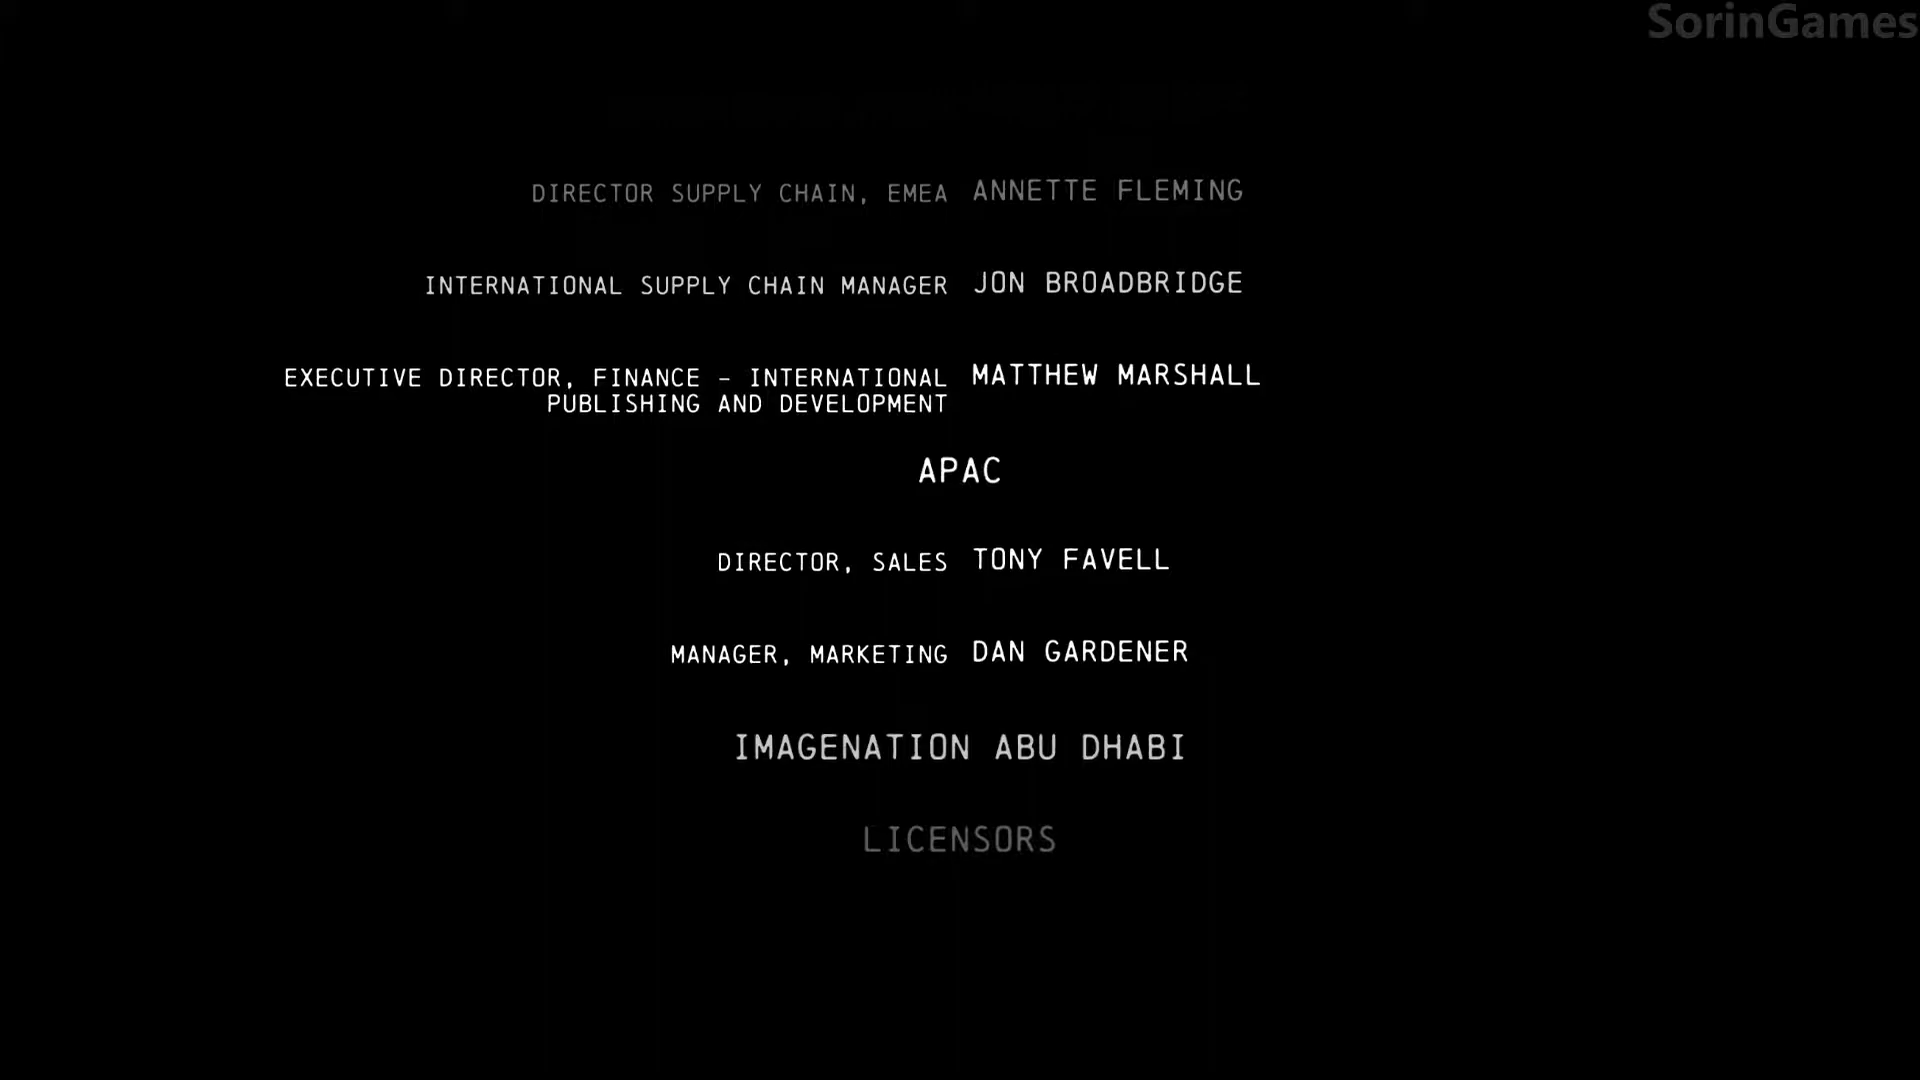 SorinGames
DIRECTOR SUPPLY CHAIN, EMEA ANNETTE FLEMING
INTERNATIONAL SUPPLY CHAIN MANAGER JON BROADBRIDGE
EXECUTIVE DIRECTOR, FINANCE – INTERNATIONAL MATTHEW MARSHALL
PUBLISHING AND DEVELOPMENT
APAC
DIRECTOR, SALES TONY FAVELL
MANAGER, MARKETING DAN GARDENER
IMAGENATION ABU DHABI
LICENSORS